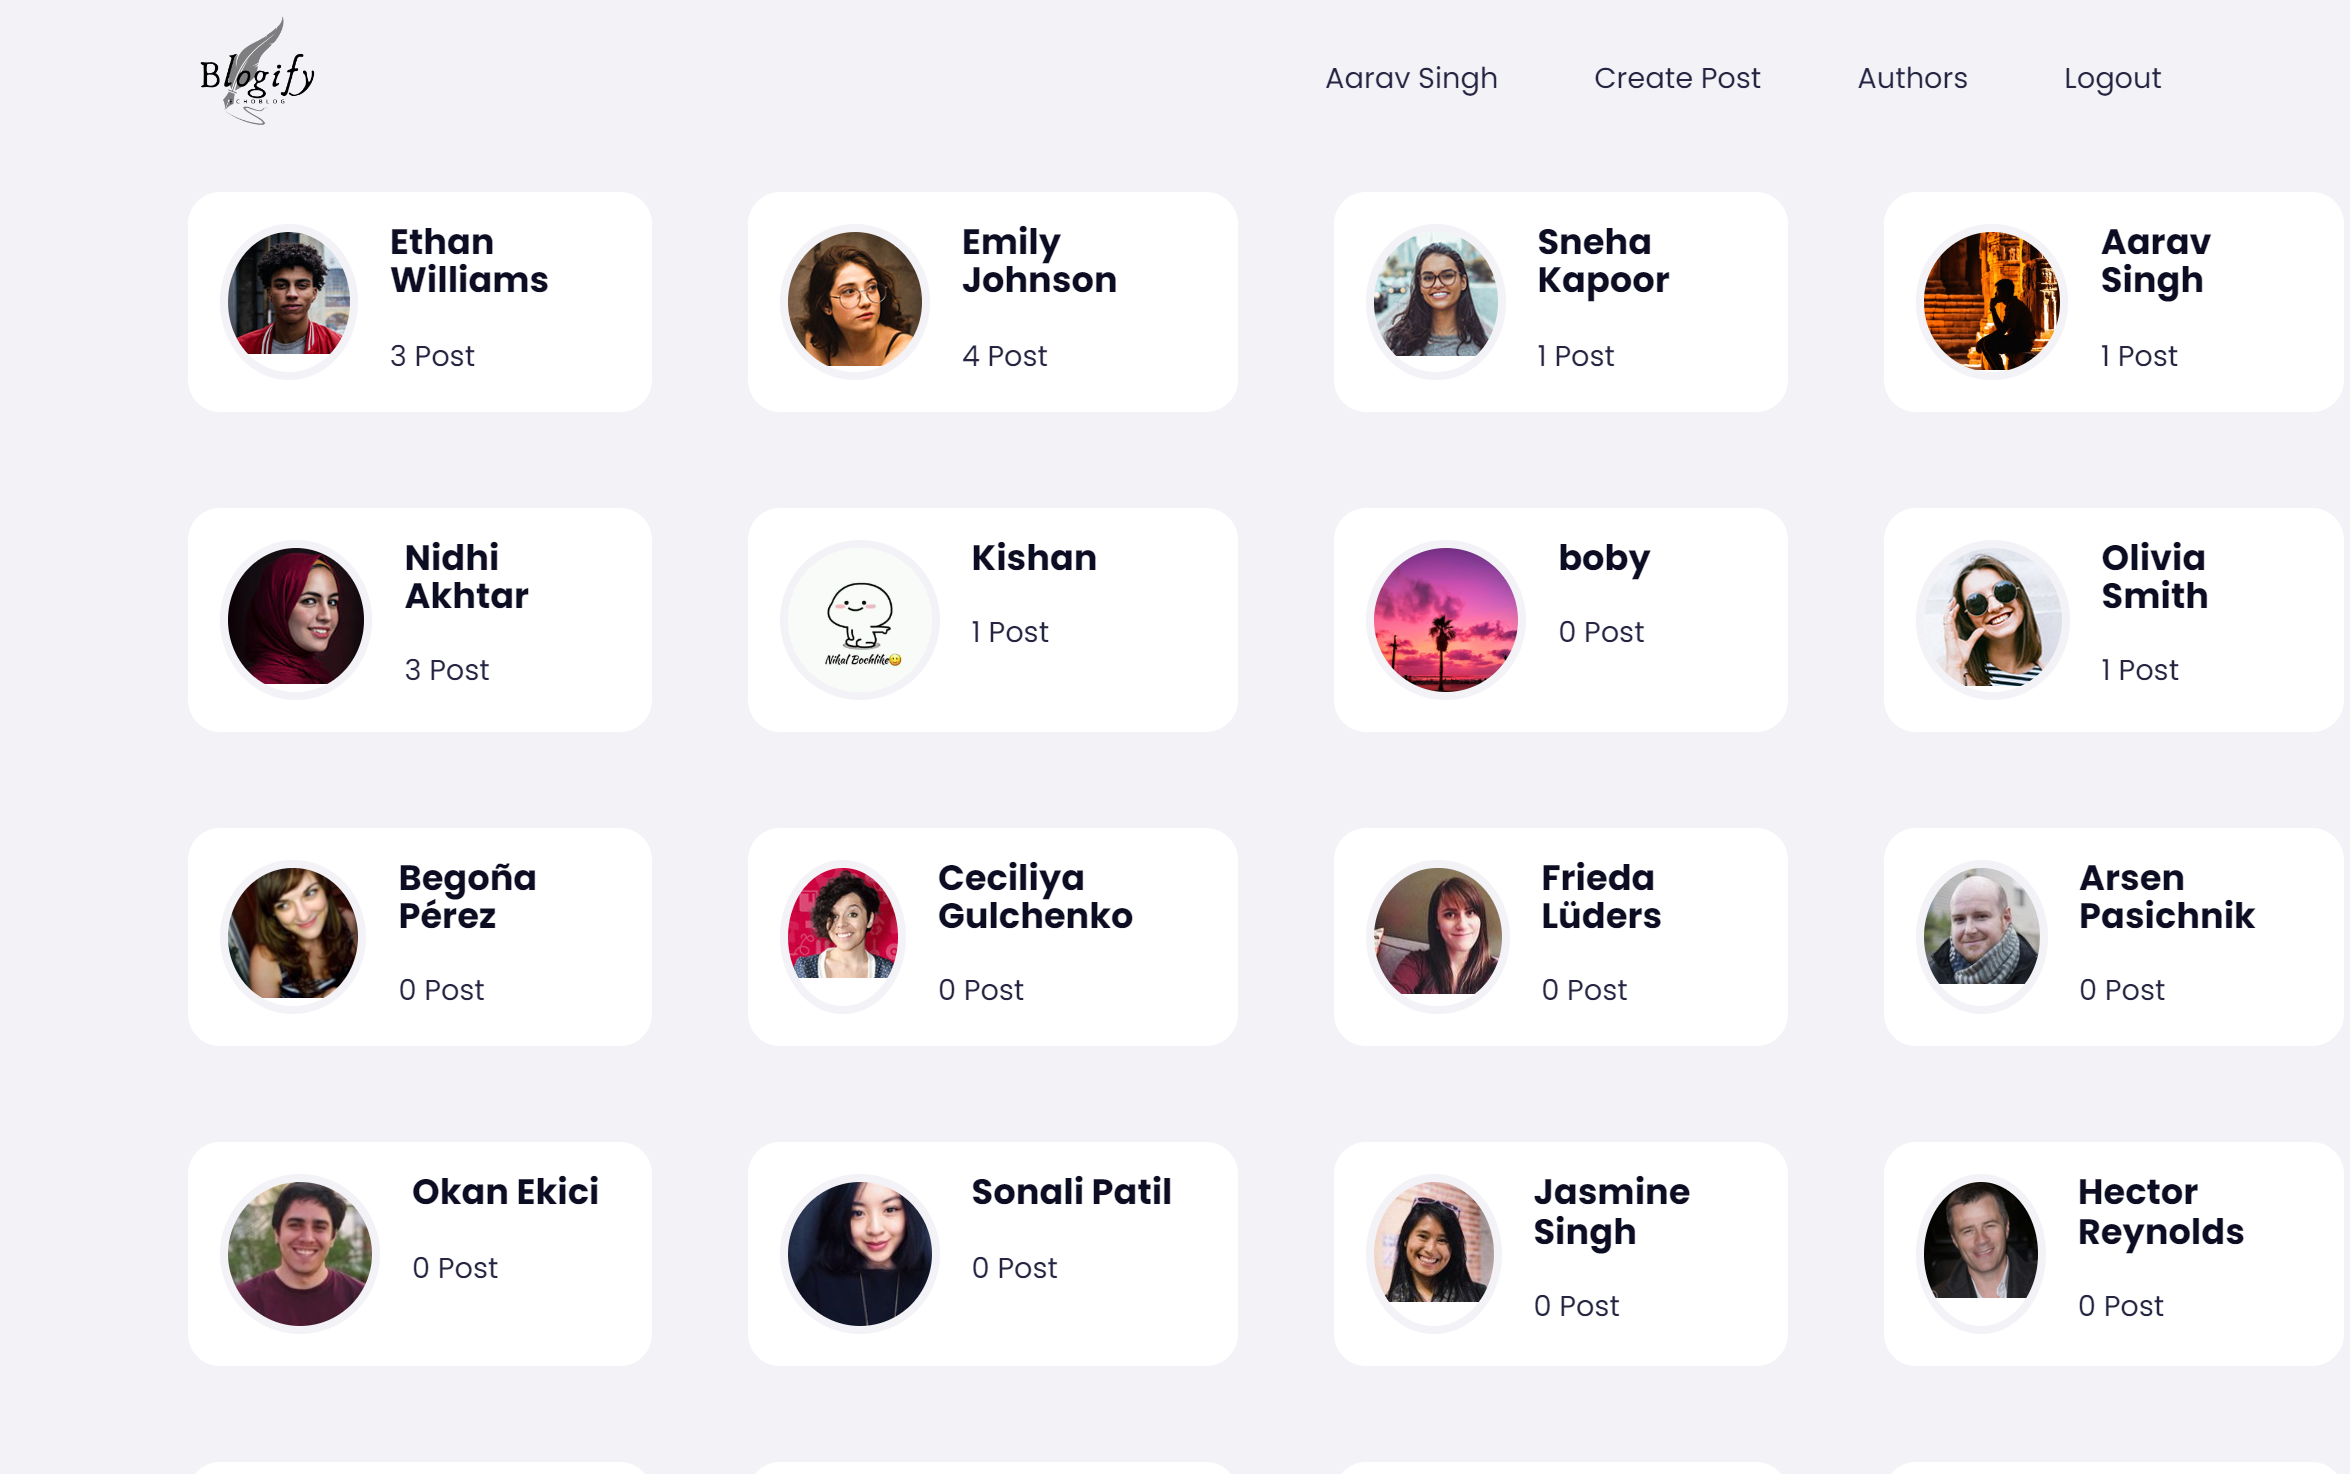 Blogify
ECHOBLOG
Aarav Singh Create Post Authors Logout
Ethan
Williams
3 Post
Emily
Johnson
4 Post
Sneha
Kapoor
1 Post
Aarav
Singh
1 Post
Nidhi
Akhtar
3 Post
Kishan
1 Post
Nikal Bochlike
boby
0 Post
Olivia
Smith
1 Post
Begoña
Pérez
0 Post
Ceciliya
Gulchenko
0 Post
Frieda
Lüders
0 Post
Arsen
Pasichnik
0 Post
Okan Ekici
0 Post
Sonali Patil
0 Post
Jasmine
Singh
0 Post
Hector
Reynolds
0 Post